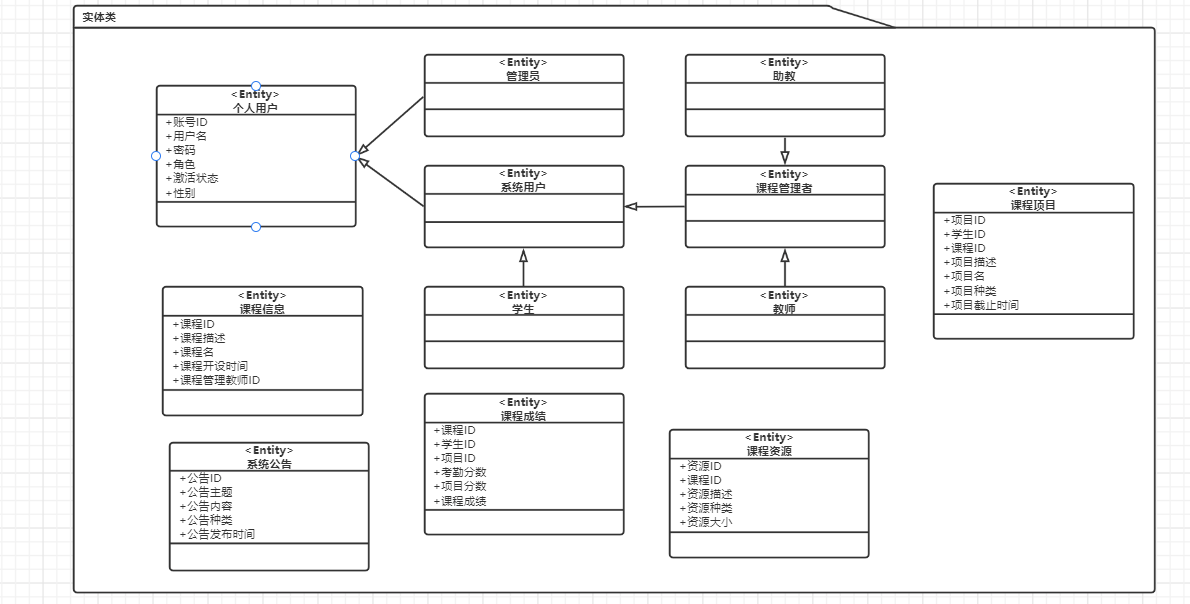 实体类
<Entity>
个人用户
+账号ID
+用户名
+密码
+角色
+激活状态
+性别
<Entity>
管理员
<Entity>
助教
<Entity>
系统用户
<Entity>
课程管理者
<Entity>
课程项目
+项目ID
+学生ID
+课程ID
+项目描述
+项目名
+项目种类
+项目截止时间
<Entity>
课程信息
+课程ID
+课程描述
+课程名
+课程开设时间
+课程管理教师ID
<Entity>
学生
<Entity>
教师
<Entity>
课程成绩
+课程ID
+学生ID
+项目ID
+考勤分数
+项目分数
+课程成绩
<Entity>
系统公告
+公告ID
+公告主题
+公告内容
+公告种类
+公告发布时间
<Entity>
课程资源
+资源ID
+课程ID
+资源描述
+资源种类
+资源大小